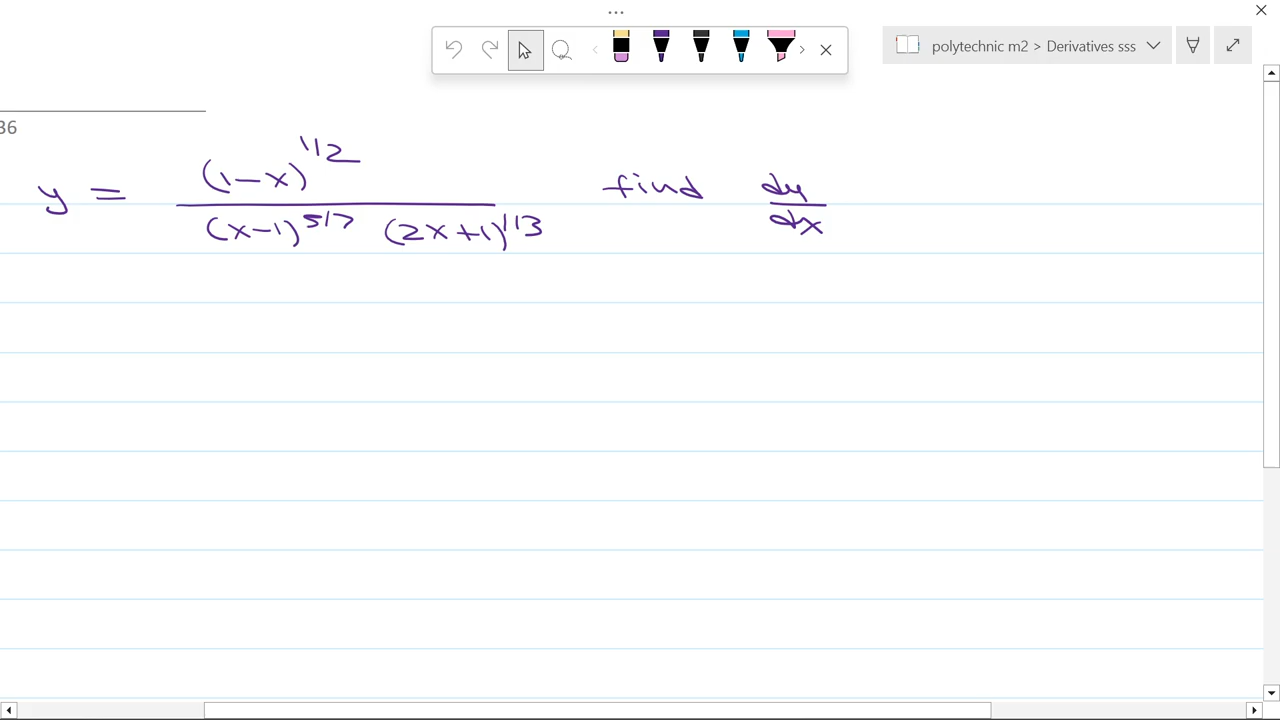 ...
polytechnic m2 > Derivatives sss
36
y = (1-x)^1/2 / (x-1)^5/7 (2x+1)^1/3 find dy/dx